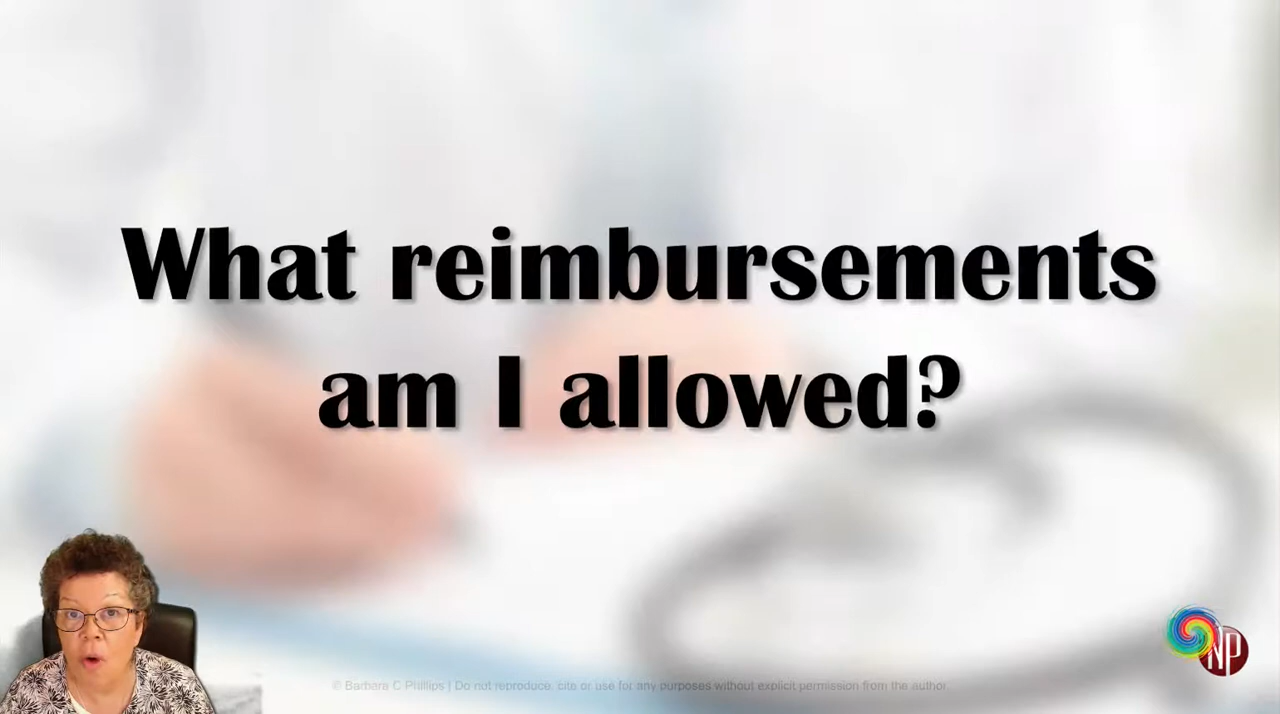 What reimbursements
am I allowed?
NP
© Barbara C Phillips | Do not reproduce, cite or use for any purposes without explicit permission from the author.